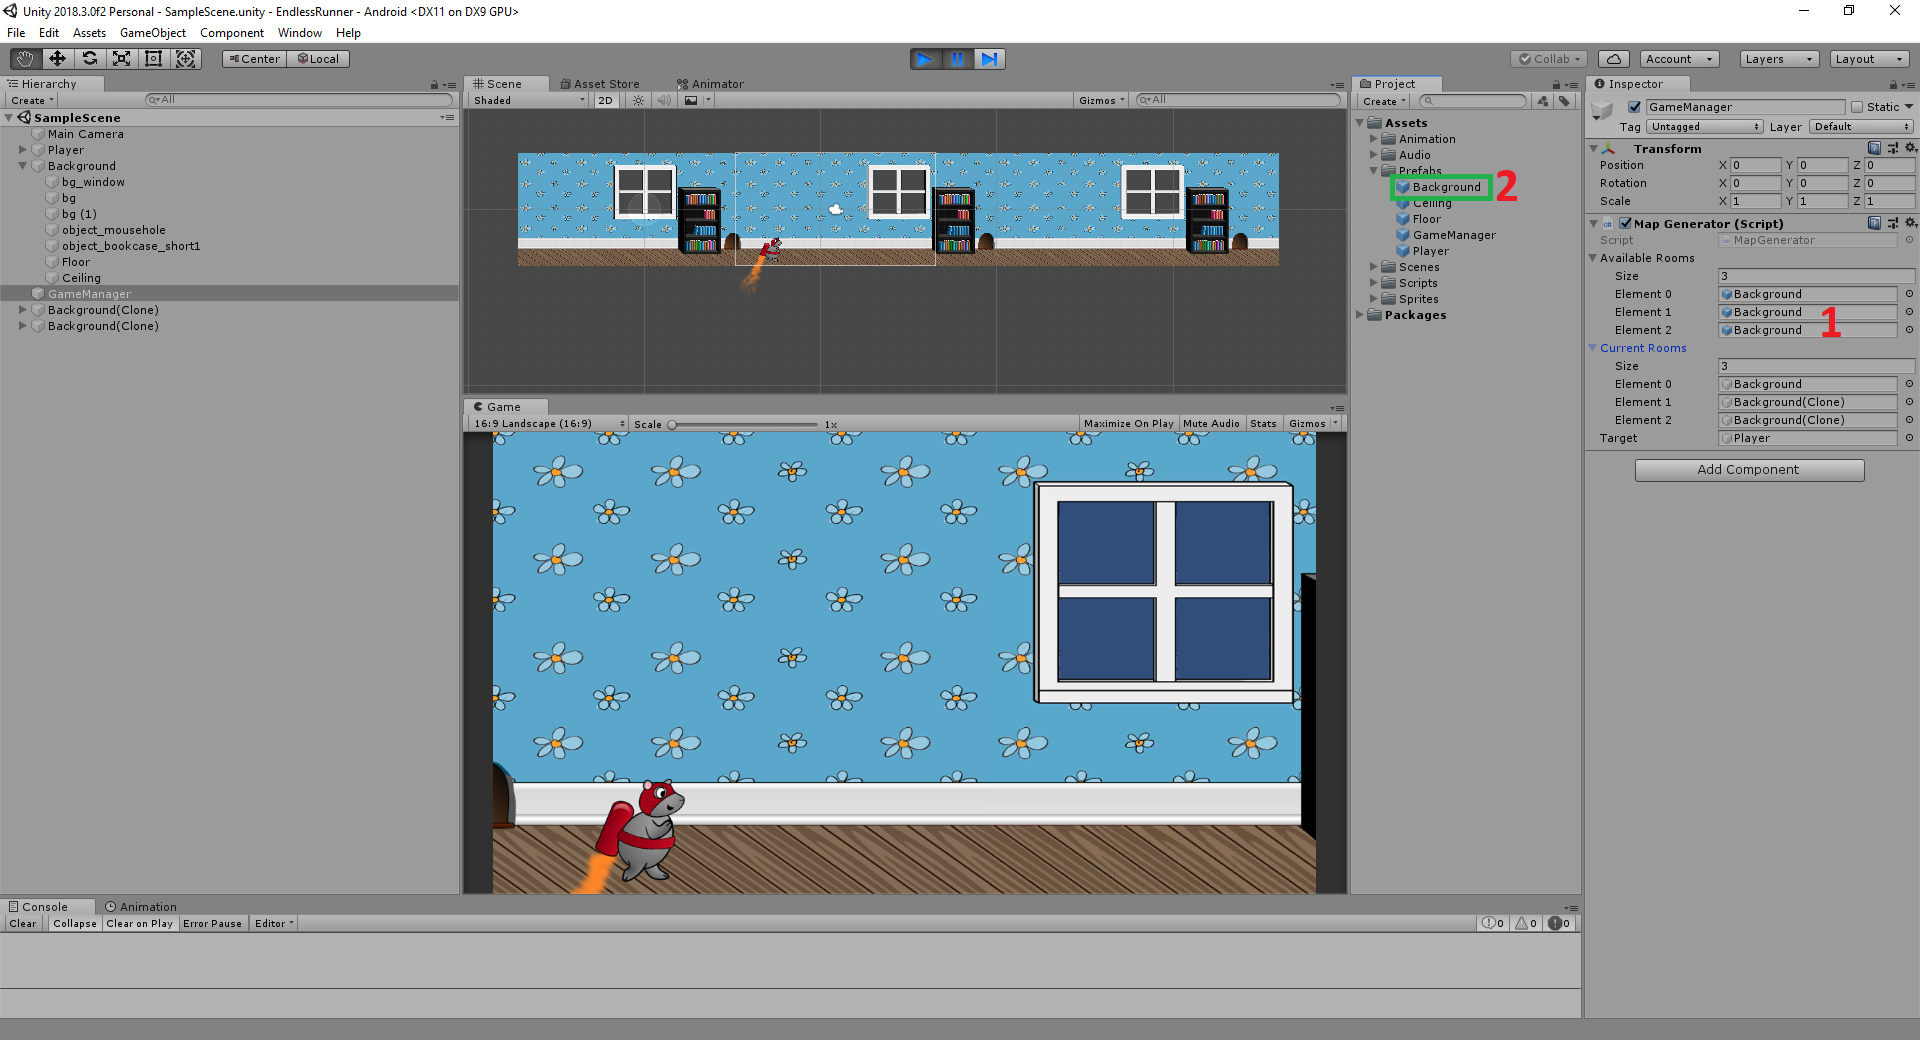 Unity 2018.3.0f2 Personal - SampleScene.unity - EndlessRunner - Android <DX11 on DX9 GPU>
File Edit Assets GameObject Component Window Help
Center Local
Collab Account Layers Layout
Hierarchy
Create All
SampleScene
Main Camera
Player
Background
bg_window
bg
bg (1)
object_mousehole
object_bookcase_short1
Floor
Ceiling
GameManager
Background(Clone)
Background(Clone)
Scene Asset Store Animator
Shaded 2D Gizmos All
Game
16:9 Landscape (16:9) Scale 1x Maximize On Play Mute Audio Stats Gizmos
Project
Create
Assets
Animation
Audio
Prefabs
Background 2
Ceiling
Floor
GameManager
Player
Scenes
Scripts
Sprites
Packages
Inspector
GameManager Static
Tag Untagged Layer Default
Transform
Position X 0 Y 0 Z 0
Rotation X 0 Y 0 Z 0
Scale X 1 Y 1 Z 1
Map Generator (Script)
Script MapGenerator
Available Rooms
Size 3
Element 0 Background
Element 1 Background
Element 2 Background 1
Current Rooms
Size 3
Element 0 Background
Element 1 Background(Clone)
Element 2 Background(Clone)
Target Player
Add Component
Console Animation
Clear Collapse Clear on Play Error Pause Editor 0 0 0